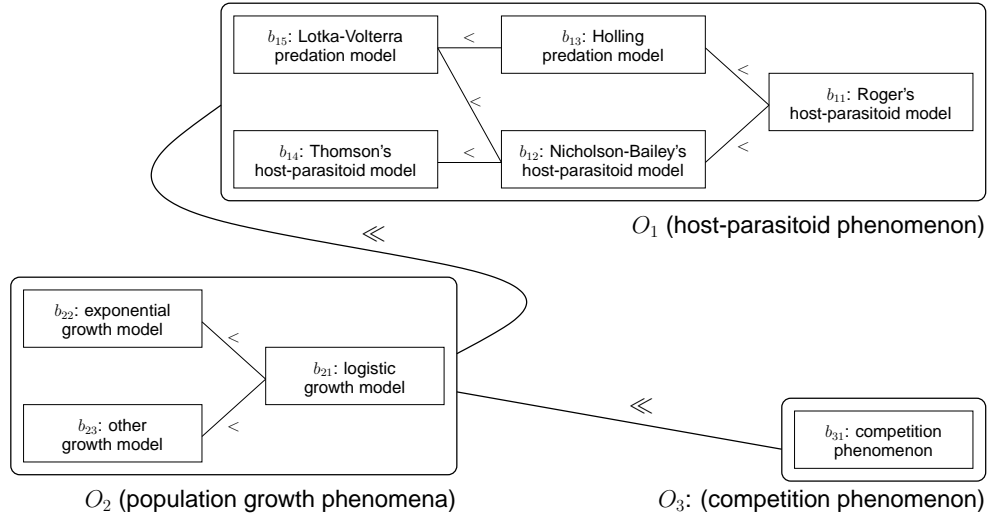 b₁₅: Lotka-Volterra
predation model
<
b₁₃: Holling
predation model
<
b₁₁: Roger's
host-parasitoid model
<
b₁₄: Thomson's
host-parasitoid model
<
b₁₂: Nicholson-Bailey's
host-parasitoid model
<
O₁ (host-parasitoid phenomenon)
≪
b₂₂: exponential
growth model
<
b₂₁: logistic
growth model
b₂₃: other
growth model
<
≪
b₃₁: competition
phenomenon
O₂ (population growth phenomena)
O₃: (competition phenomenon)